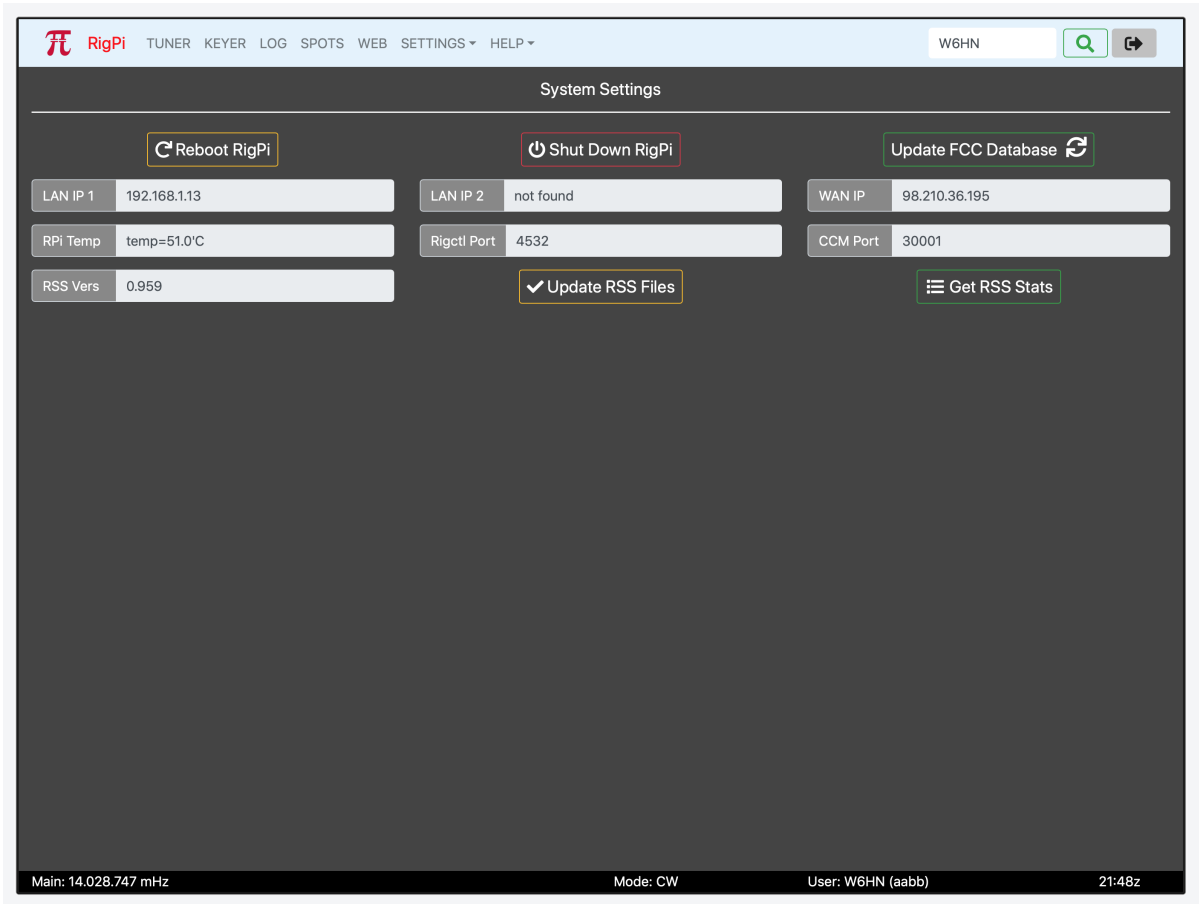 RigPi TUNER KEYER LOG SPOTS WEB SETTINGS HELP W6HN
System Settings
Reboot RigPi Shut Down RigPi Update FCC Database
LAN IP 1 192.168.1.13 LAN IP 2 not found WAN IP 98.210.36.195
RPi Temp temp=51.0'C Rigctl Port 4532 CCM Port 30001
RSS Vers 0.959 Update RSS Files Get RSS Stats
Main: 14.028.747 mHz Mode: CW User: W6HN (aabb) 21:48z